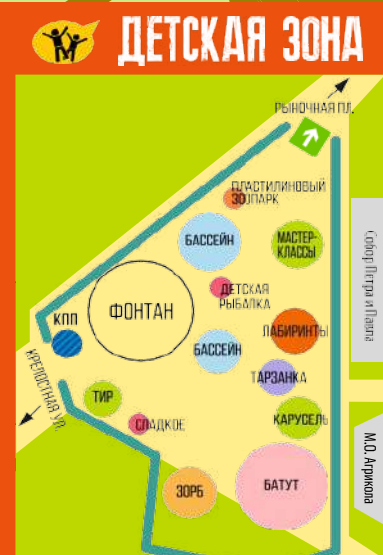 ДЕТСКАЯ ЗОНА
РЫНОЧНАЯ ПЛ.
ПЛАСТИЛИНОВЫЙ
ЗООПАРК
БАССЕЙН
МАСТЕР-
КЛАССЫ
Собор Петра и Павла
ДЕТСКАЯ
РЫБАЛКА
ФОНТАН
КПП
ЛАБИРИНТЫ
БАССЕЙН
КРЕПОСТНАЯ УЛ.
ТАРЗАНКА
ТИР
СЛАДКОЕ
КАРУСЕЛЬ
М.О. Агрикола
ЗОРБ
БАТУТ